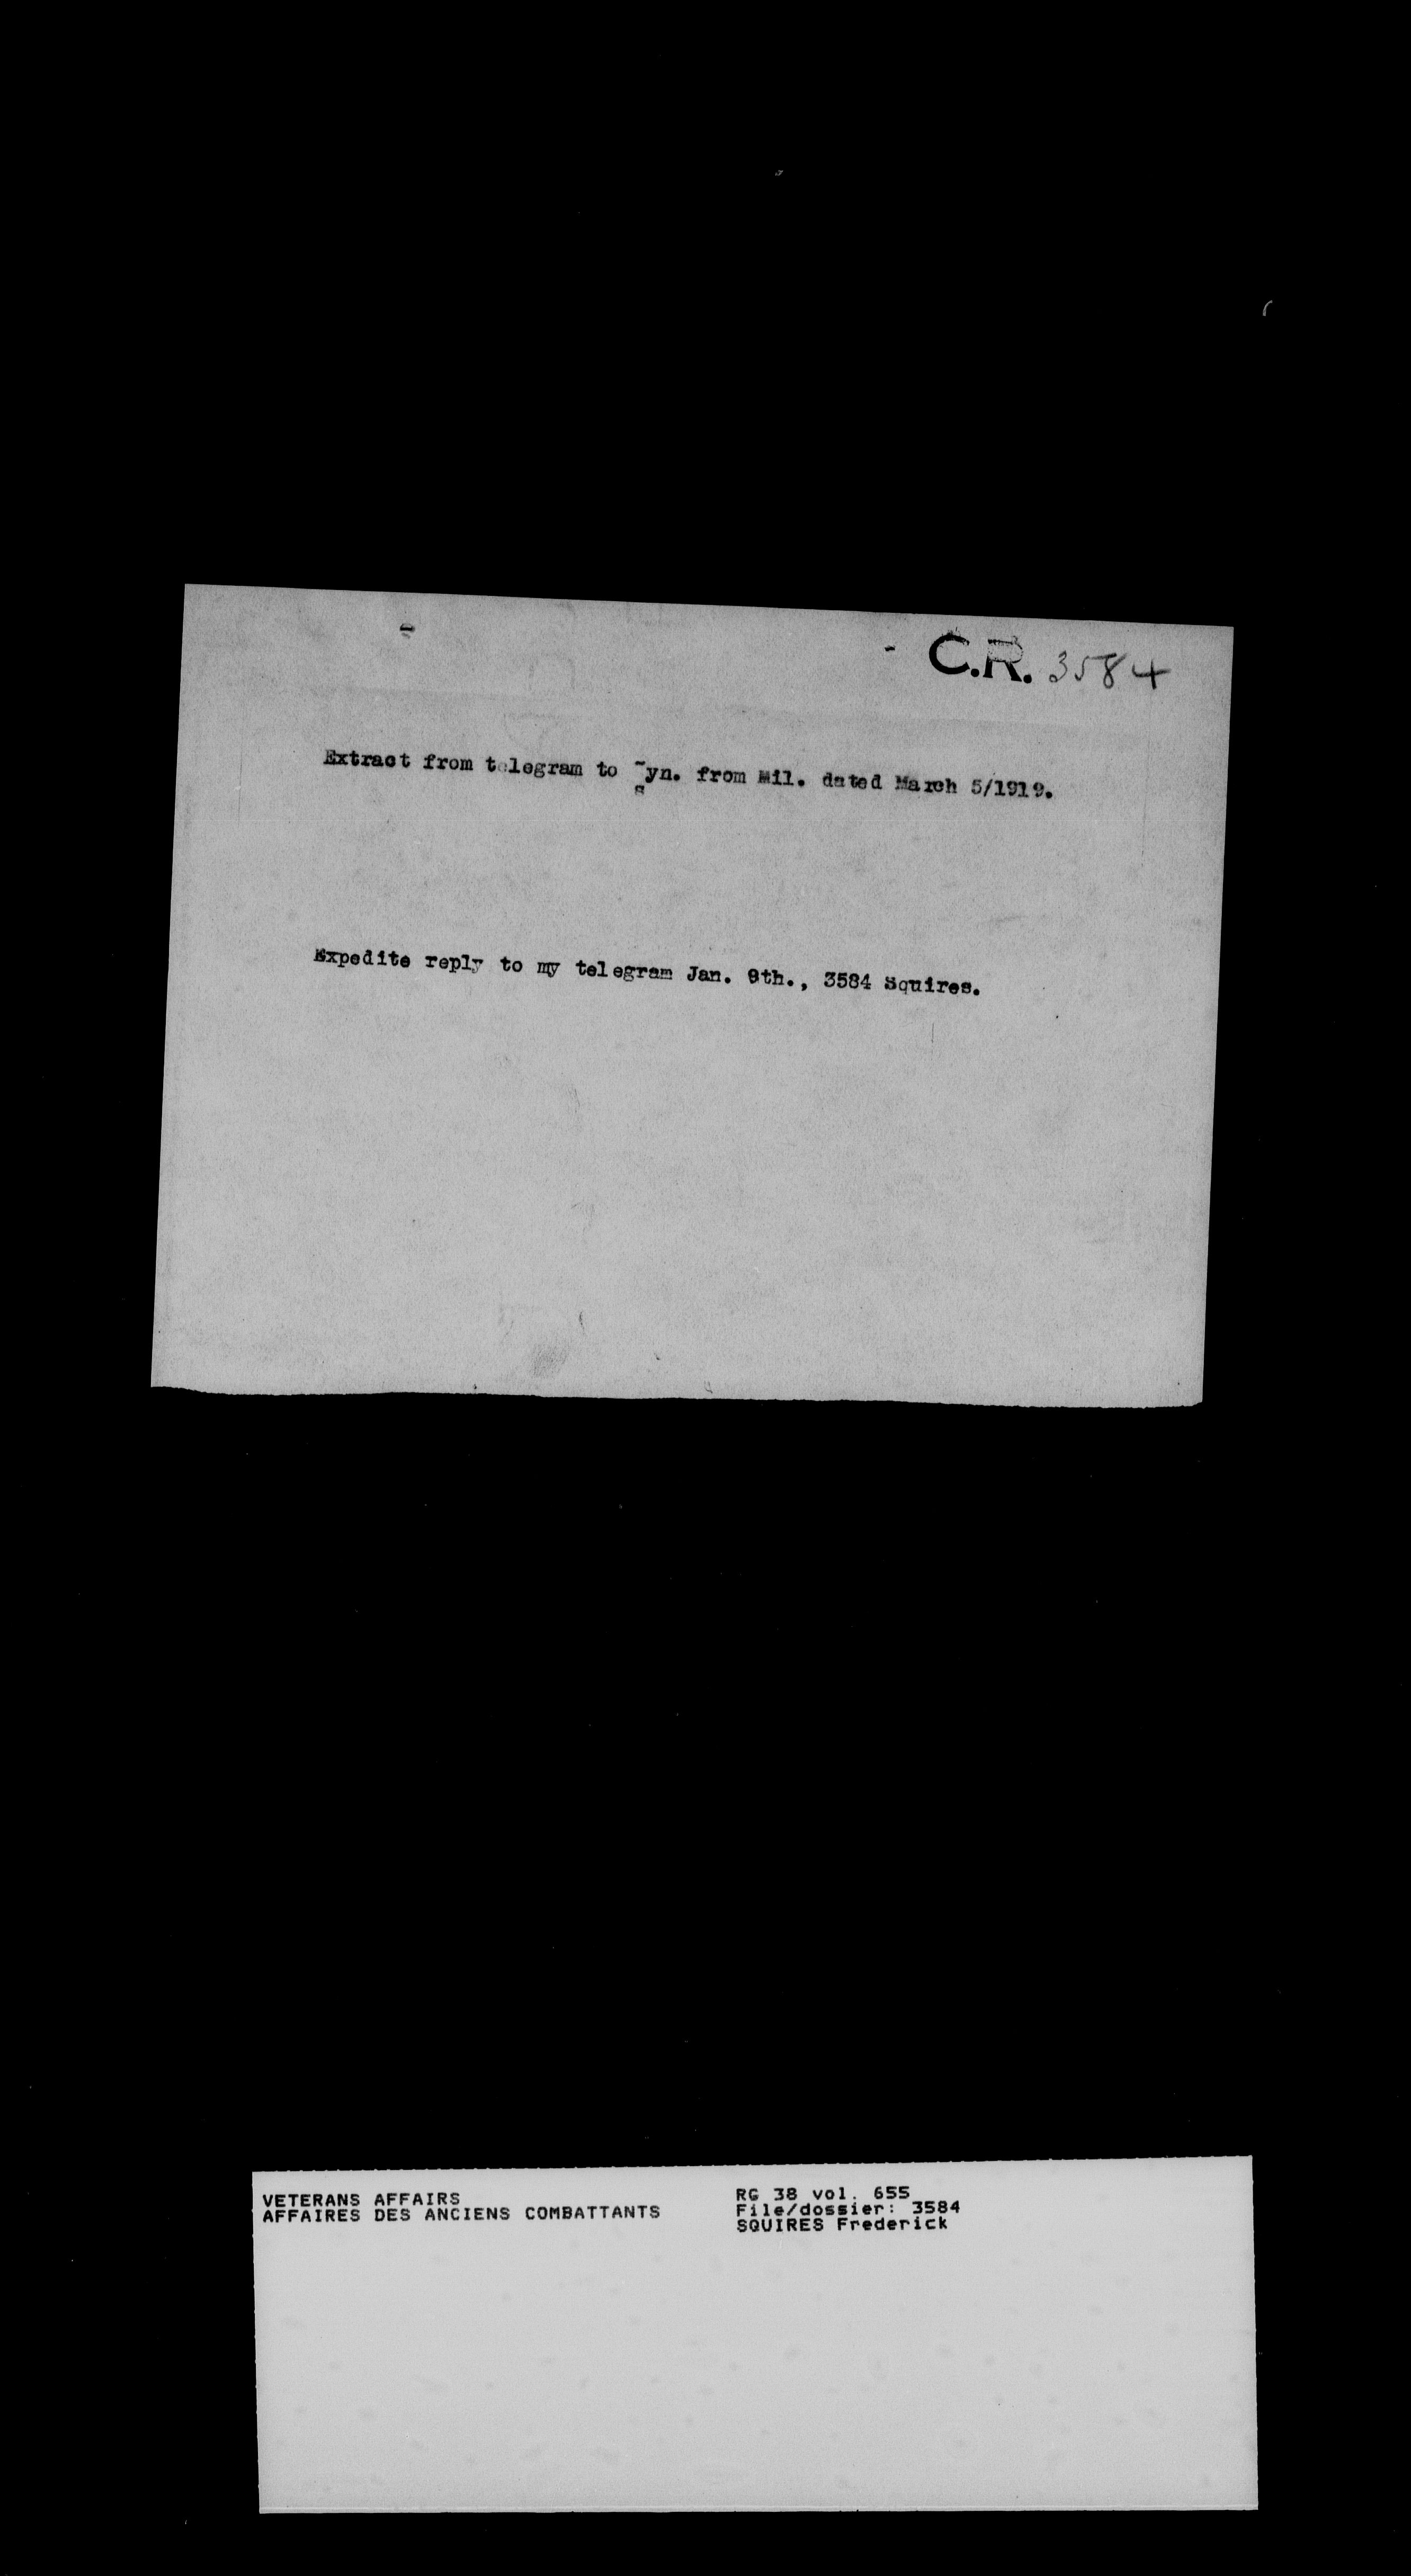 C.R. 3584
Extract from telegram to Syn. from Mil. dated March 5/1919.
Expedite reply to my telegram Jan. 8th., 3584 Squires.
VETERANS AFFAIRS
AFFAIRES DES ANCIENS COMBATTANTS
RG 38 vol. 655
File/dossier: 3584
SQUIRES Frederick